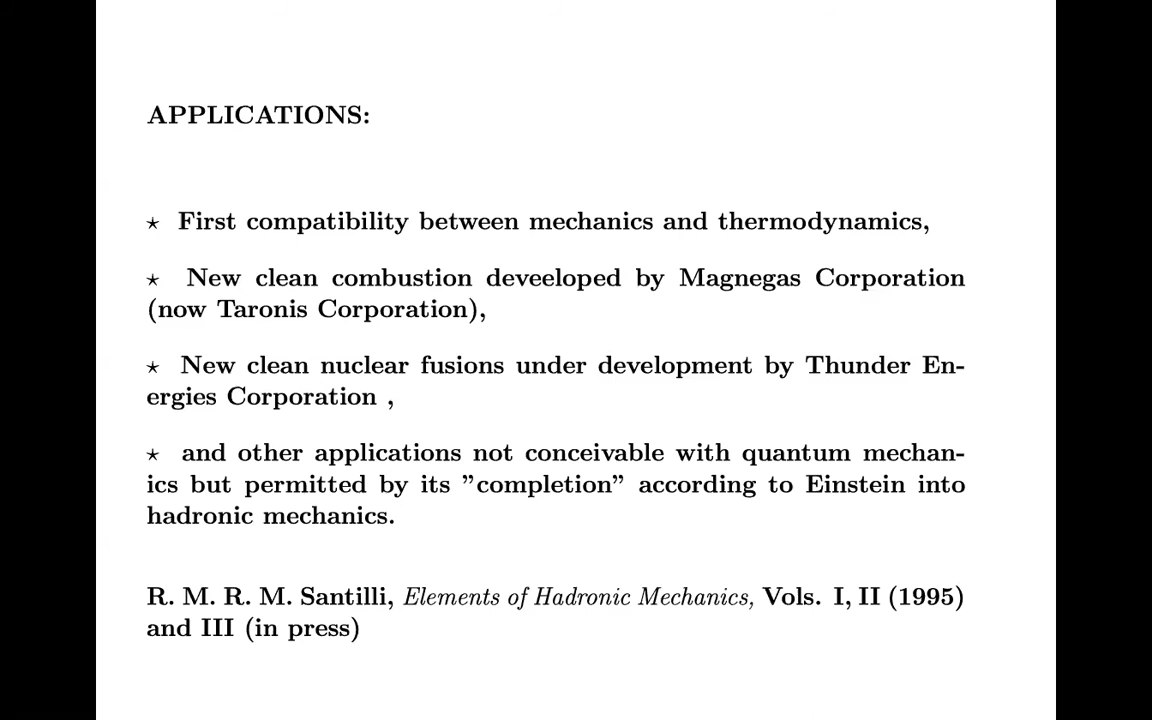 APPLICATIONS:
⋆ First compatibility between mechanics and thermodynamics,
⋆ New clean combustion deveeloped by Magnegas Corporation
(now Taronis Corporation),
⋆ New clean nuclear fusions under development by Thunder En-
ergies Corporation ,
⋆ and other applications not conceivable with quantum mechan-
ics but permitted by its ”completion” according to Einstein into
hadronic mechanics.
R. M. R. M. Santilli, Elements of Hadronic Mechanics, Vols. I, II (1995)
and III (in press)